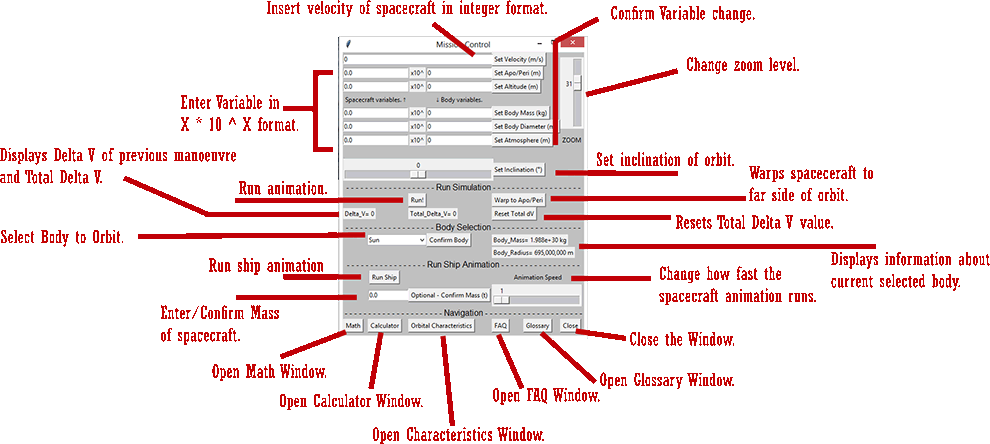 Insert velocity of spacecraft in integer format.
Confirm Variable change.
Mission Control
0
Set Velocity (m/s)
0.0
x10^
0
Set Apo/Peri (m)
0.0
x10^
0
Set Altitude (m)
Spacecraft variables. ↑
↓ Body variables.
0.0
x10^
0
Set Body Mass (kg)
0.0
x10^
0
Set Body Diameter (m)
0.0
x10^
0
Set Atmosphere (m)
31
ZOOM
Change zoom level.
Enter Variable in
X * 10 ^ X format.
0
Set Inclination (°)
Set inclination of orbit.
Displays Delta V of previous manoeuvre
and Total Delta V.
Run Simulation
Run animation.
Run!
Warp to Apo/Peri
Warps spaceceraft to
far side of orbit.
Delta_V= 0
Total_Delta_V= 0
Reset Total dV
Resets Total Delta V value.
Body Selection
Select Body to Orbit.
Sun
Confirm Body
Body_Mass= 1.988e+30 kg
Body_Radius= 695,000,000 m
Displays information about
current selected body.
Run Ship Animation
Run ship animation
Run Ship
Animation Speed
Change how fast the
spacecraft animation runs.
0.0
Optional - Confirm Mass (t)
1
Enter/Confirm Mass
of spacecraft.
Navigation
Math
Calculator
Orbital Characteristics
FAQ
Glossary
Close
Close the Window.
Open Math Window.
Open Glossary Window.
Open Calculator Window.
Open FAQ Window.
Open Characteristics Window.